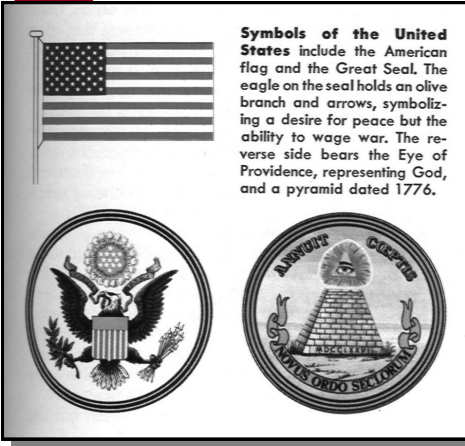 Symbols of the United
States include the American
flag and the Great Seal. The
eagle on the seal holds an olive
branch and arrows, symboliz-
ing a desire for peace but the
ability to wage war. The re-
verse side bears the Eye of
Providence, representing God,
and a pyramid dated 1776.
ANNUIT CŒPTIS
MDCCLXXVI
NOVUS ORDO SECLORUM